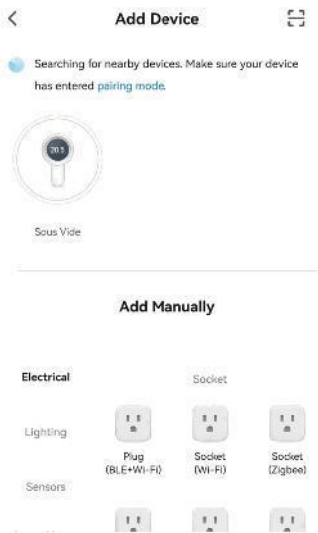 Add Device
Searching for nearby devices. Make sure your device
has entered pairing mode.
20.5
Sous Vide
Add Manually
Electrical
Socket
Lighting
Plug
(BLE+Wi-Fi)
Socket
(Wi-Fi)
Socket
(Zigbee)
Sensors